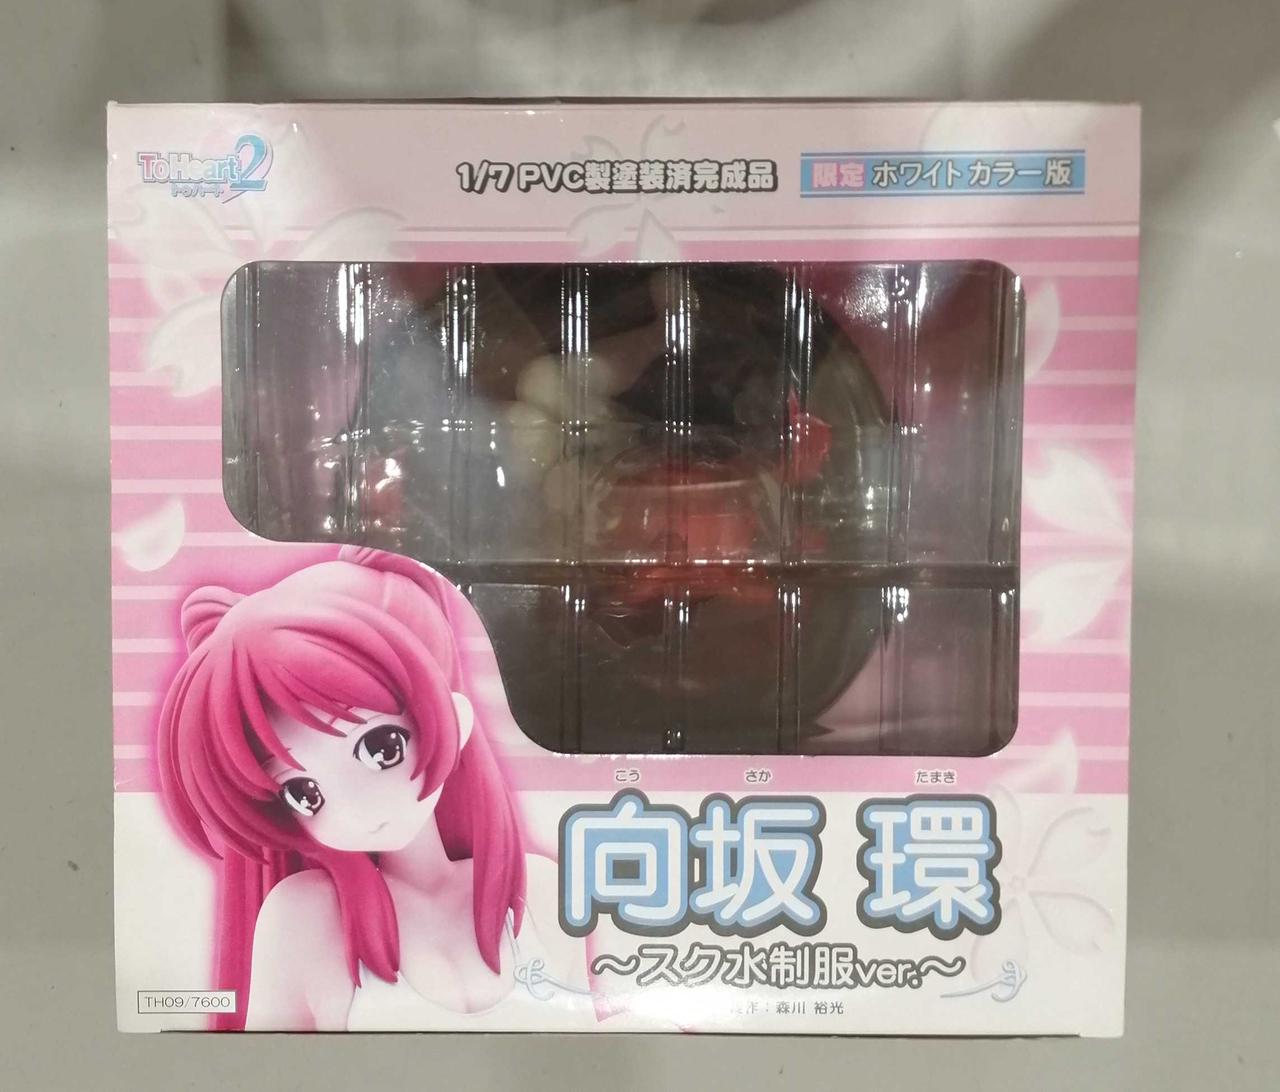 ToHeart2
トゥハート
1/7 PVC製塗装済完成品
限定 ホワイト カラー版
こう さか たまき
向坂 環
～スク水制服ver.～
作：森川 裕光
TH09/7600